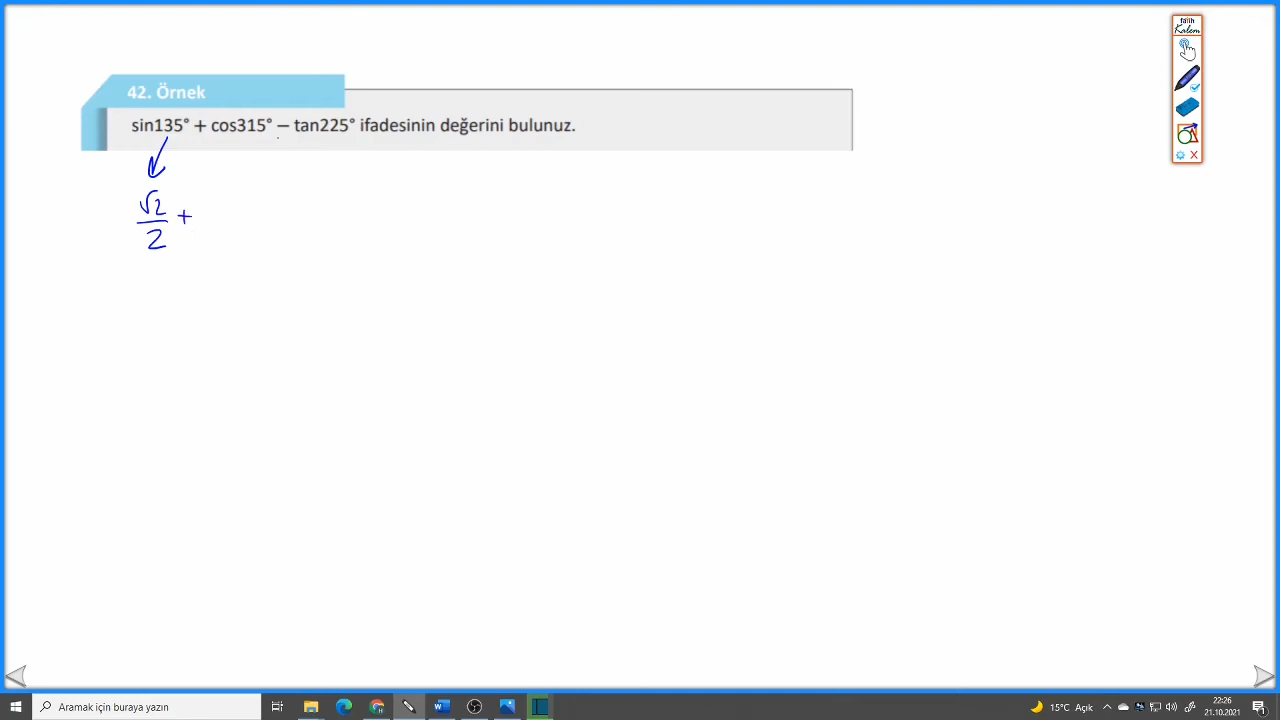 fatih
Kalem
42. Örnek
sin135° + cos315° − tan225° ifadesinin değerini bulunuz.
√2/2 +
Aramak için buraya yazın
15°C Açık
22:26
21.10.2021
1